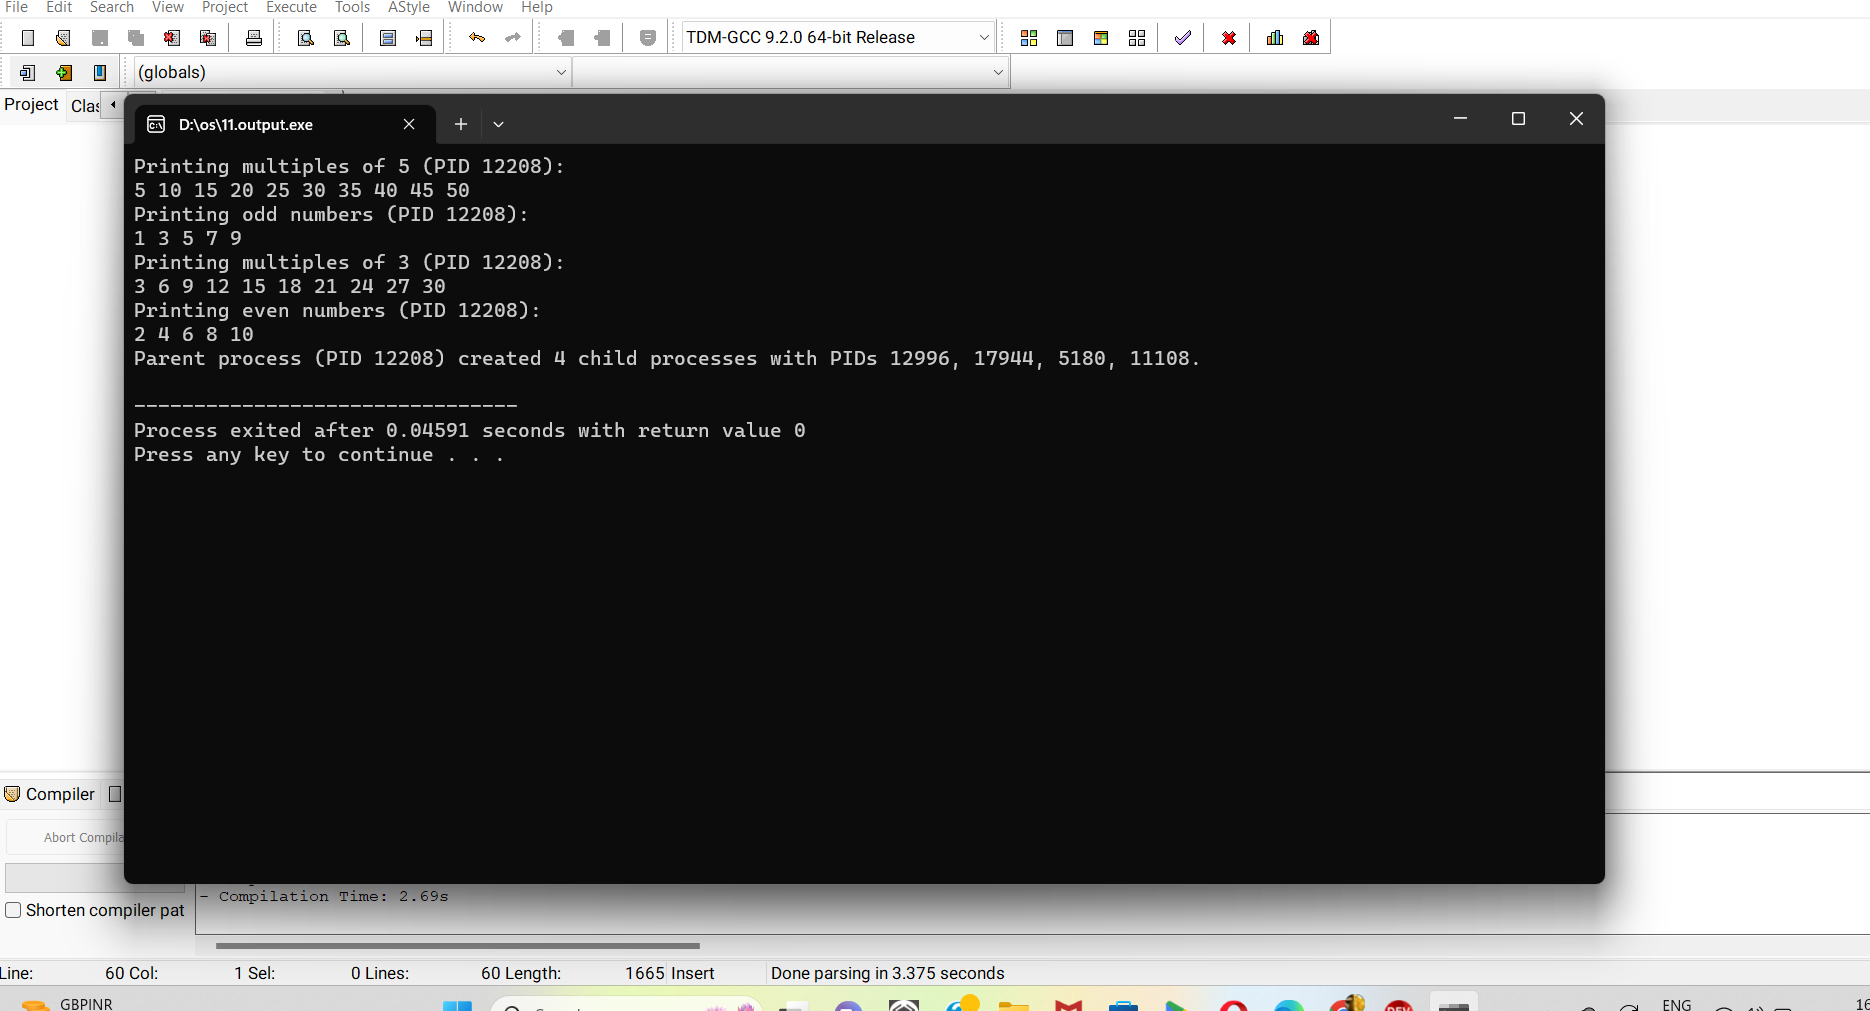 File Edit Search View Project Execute Tools AStyle Window Help
TDM-GCC 9.2.0 64-bit Release
(globals)
Project Clas
D:\os\11.output.exe
Printing multiples of 5 (PID 12208):
5 10 15 20 25 30 35 40 45 50
Printing odd numbers (PID 12208):
1 3 5 7 9
Printing multiples of 3 (PID 12208):
3 6 9 12 15 18 21 24 27 30
Printing even numbers (PID 12208):
2 4 6 8 10
Parent process (PID 12208) created 4 child processes with PIDs 12996, 17944, 5180, 11108.
--------------------------------
Process exited after 0.04591 seconds with return value 0
Press any key to continue . . .
Compiler
Abort Compila
- Compilation Time: 2.69s
Shorten compiler pat
Line: 60 Col: 1 Sel: 0 Lines: 60 Length: 1665 Insert Done parsing in 3.375 seconds
GBPINR
ENG
16